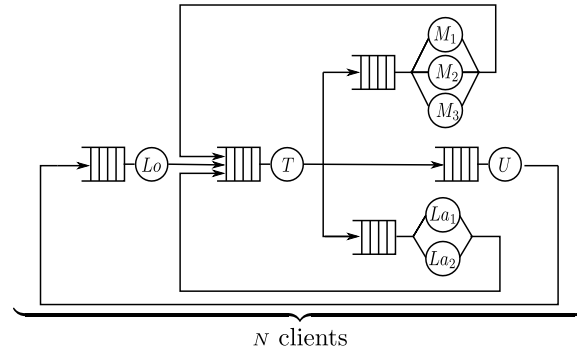 M₁
M₂
M₃
Lo
T
U
La₁
La₂
N clients